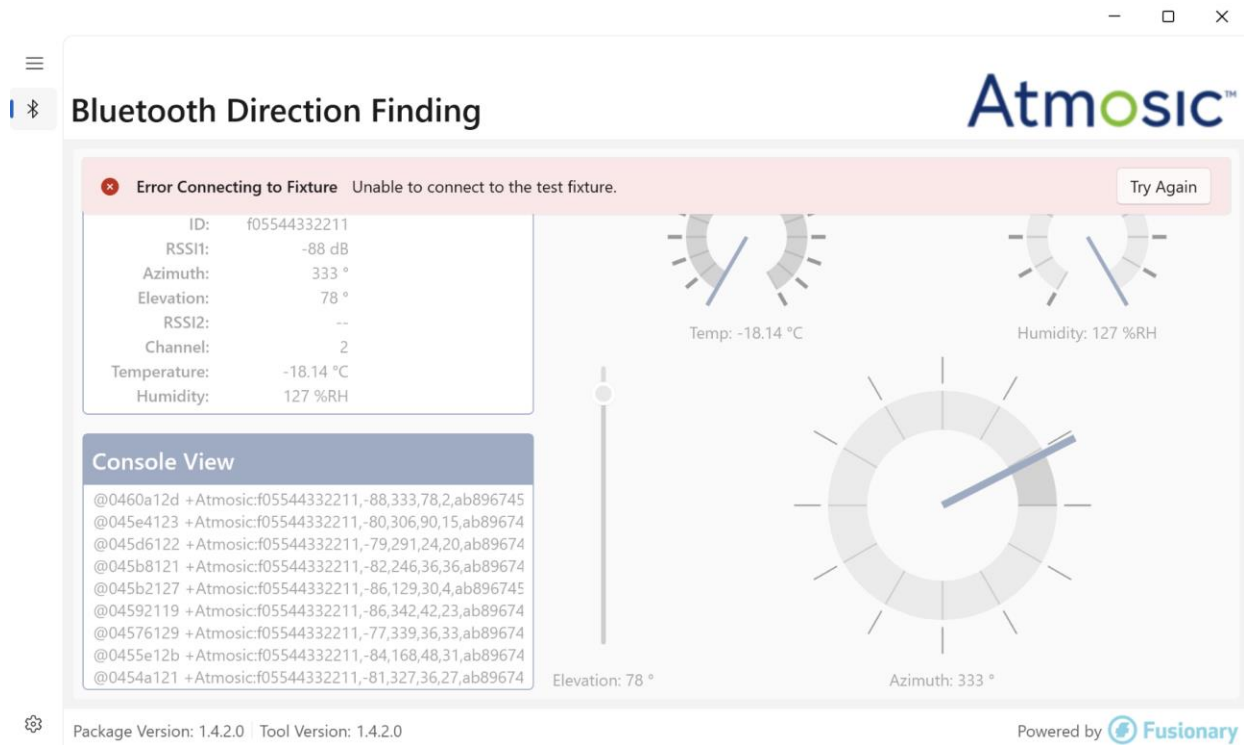 Bluetooth Direction Finding
Atmosic™
Error Connecting to Fixture Unable to connect to the test fixture.
Try Again
ID: f05544332211
RSSI1: -88 dB
Azimuth: 333 °
Elevation: 78 °
RSSI2: --
Channel: 2
Temperature: -18.14 °C
Humidity: 127 %RH
Temp: -18.14 °C
Humidity: 127 %RH
Console View
@0460a12d +Atmosic:f05544332211,-88,333,78,2,ab896745
@045e4123 +Atmosic:f05544332211,-80,306,90,15,ab89674
@045d6122 +Atmosic:f05544332211,-79,291,24,20,ab89674
@045b8121 +Atmosic:f05544332211,-82,246,36,36,ab89674
@045b2127 +Atmosic:f05544332211,-86,129,30,4,ab896745
@04592119 +Atmosic:f05544332211,-86,342,42,23,ab89674
@04576129 +Atmosic:f05544332211,-77,339,36,33,ab89674
@0455e12b +Atmosic:f05544332211,-84,168,48,31,ab89674
@0454a121 +Atmosic:f05544332211,-81,327,36,27,ab89674
Elevation: 78 °
Azimuth: 333 °
Package Version: 1.4.2.0 Tool Version: 1.4.2.0
Powered by Fusionary